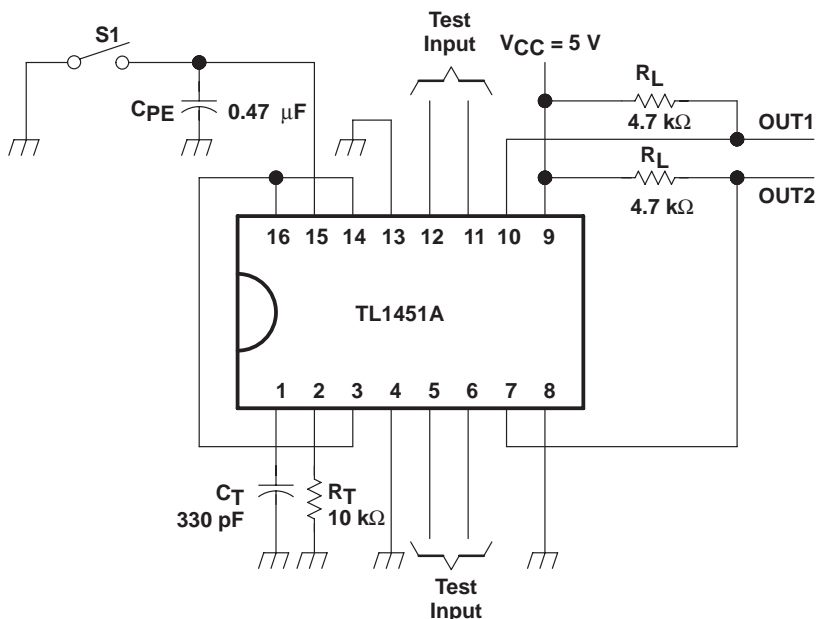 S1
Test
Input
VCC = 5 V
RL
CPE
0.47 μF
4.7 kΩ
OUT1
RL
OUT2
4.7 kΩ
16 15 14 13 12 11 10 9
TL1451A
1 2 3 4 5 6 7 8
CT
330 pF
RT
10 kΩ
Test
Input